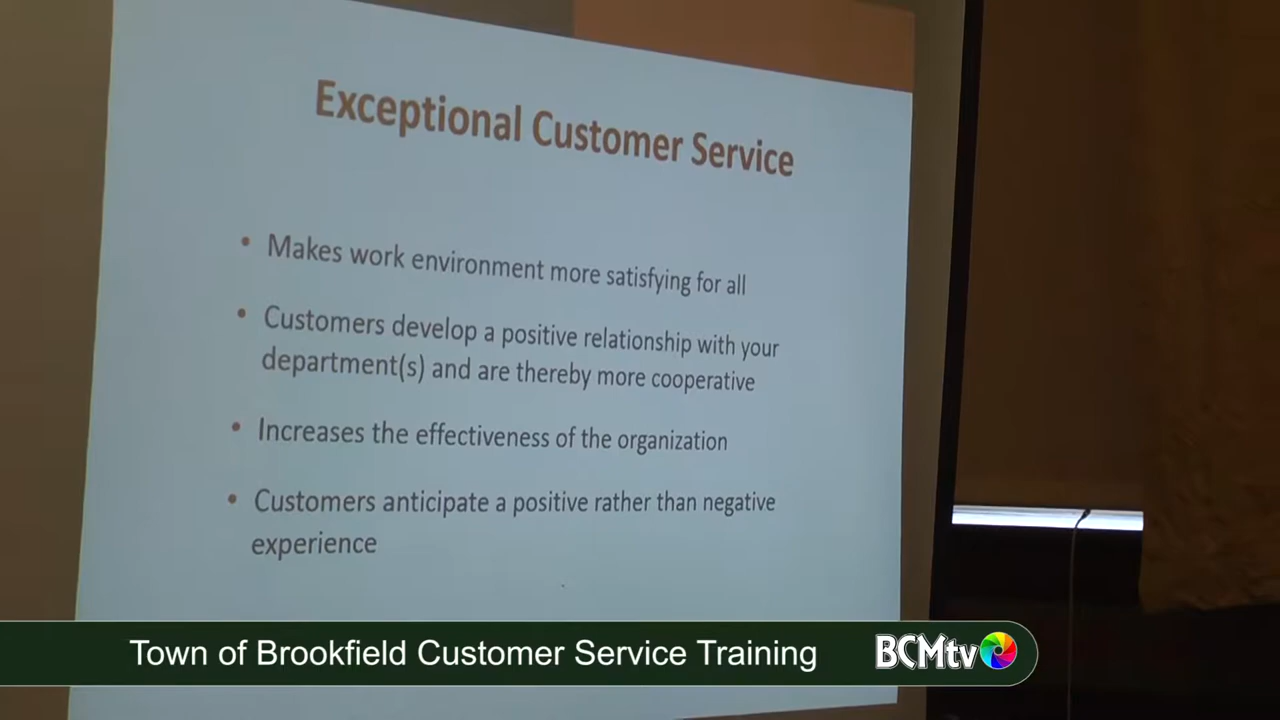 Exceptional Customer Service
• Makes work environment more satisfying for all
• Customers develop a positive relationship with your
department(s) and are thereby more cooperative
• Increases the effectiveness of the organization
• Customers anticipate a positive rather than negative
experience
Town of Brookfield Customer Service Training
BCMtv